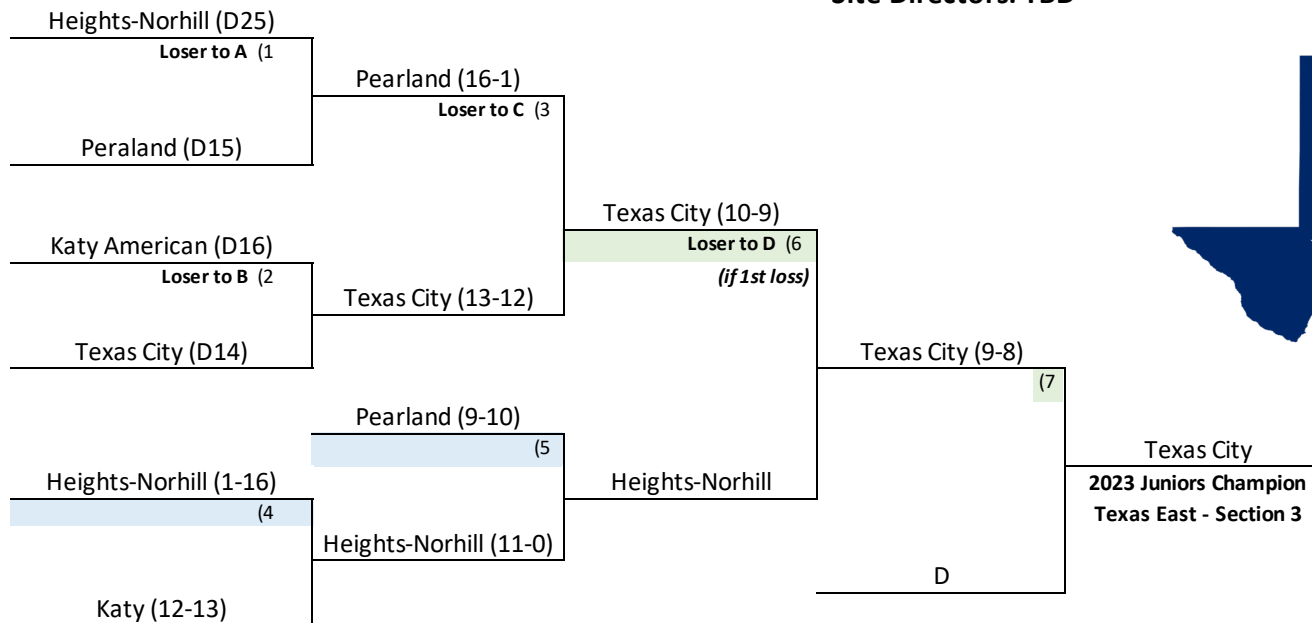 Heights-Norhill (D25)
Loser to A (1
Pearland (16-1)
Loser to C (3
Peraland (D15)
Texas City (10-9)
Katy American (D16)
Loser to D (6
Loser to B (2
(if 1st loss)
Texas City (13-12)
Texas City (D14)
Texas City (9-8)
(7
Pearland (9-10)
(5
Texas City
Heights-Norhill (1-16)
Heights-Norhill
2023 Juniors Champion
(4
Texas East - Section 3
Heights-Norhill (11-0)
D
Katy (12-13)